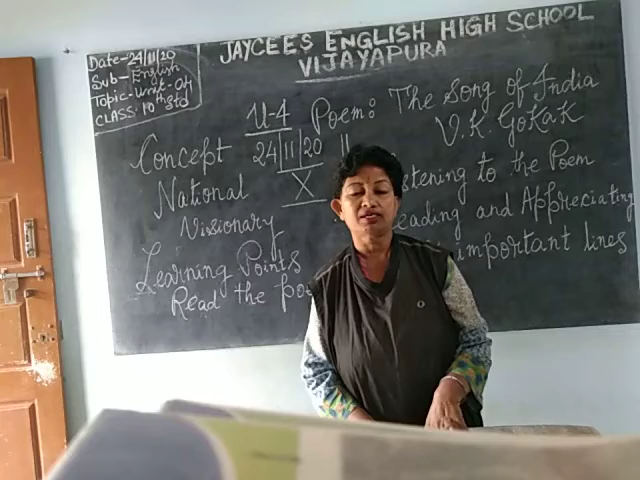 Date-24/11/20
Sub-English
Topic-Unit-04
CLASS: 10th Std
JAYCEES ENGLISH HIGH SCHOOL
VIJAYAPURA
U-4 Poem: The Song of India
V.K. Gokak
Concept 24/11/20
X
National
Visionary
Learning Points
Read the
to the Poem
and Appreciating
important lines